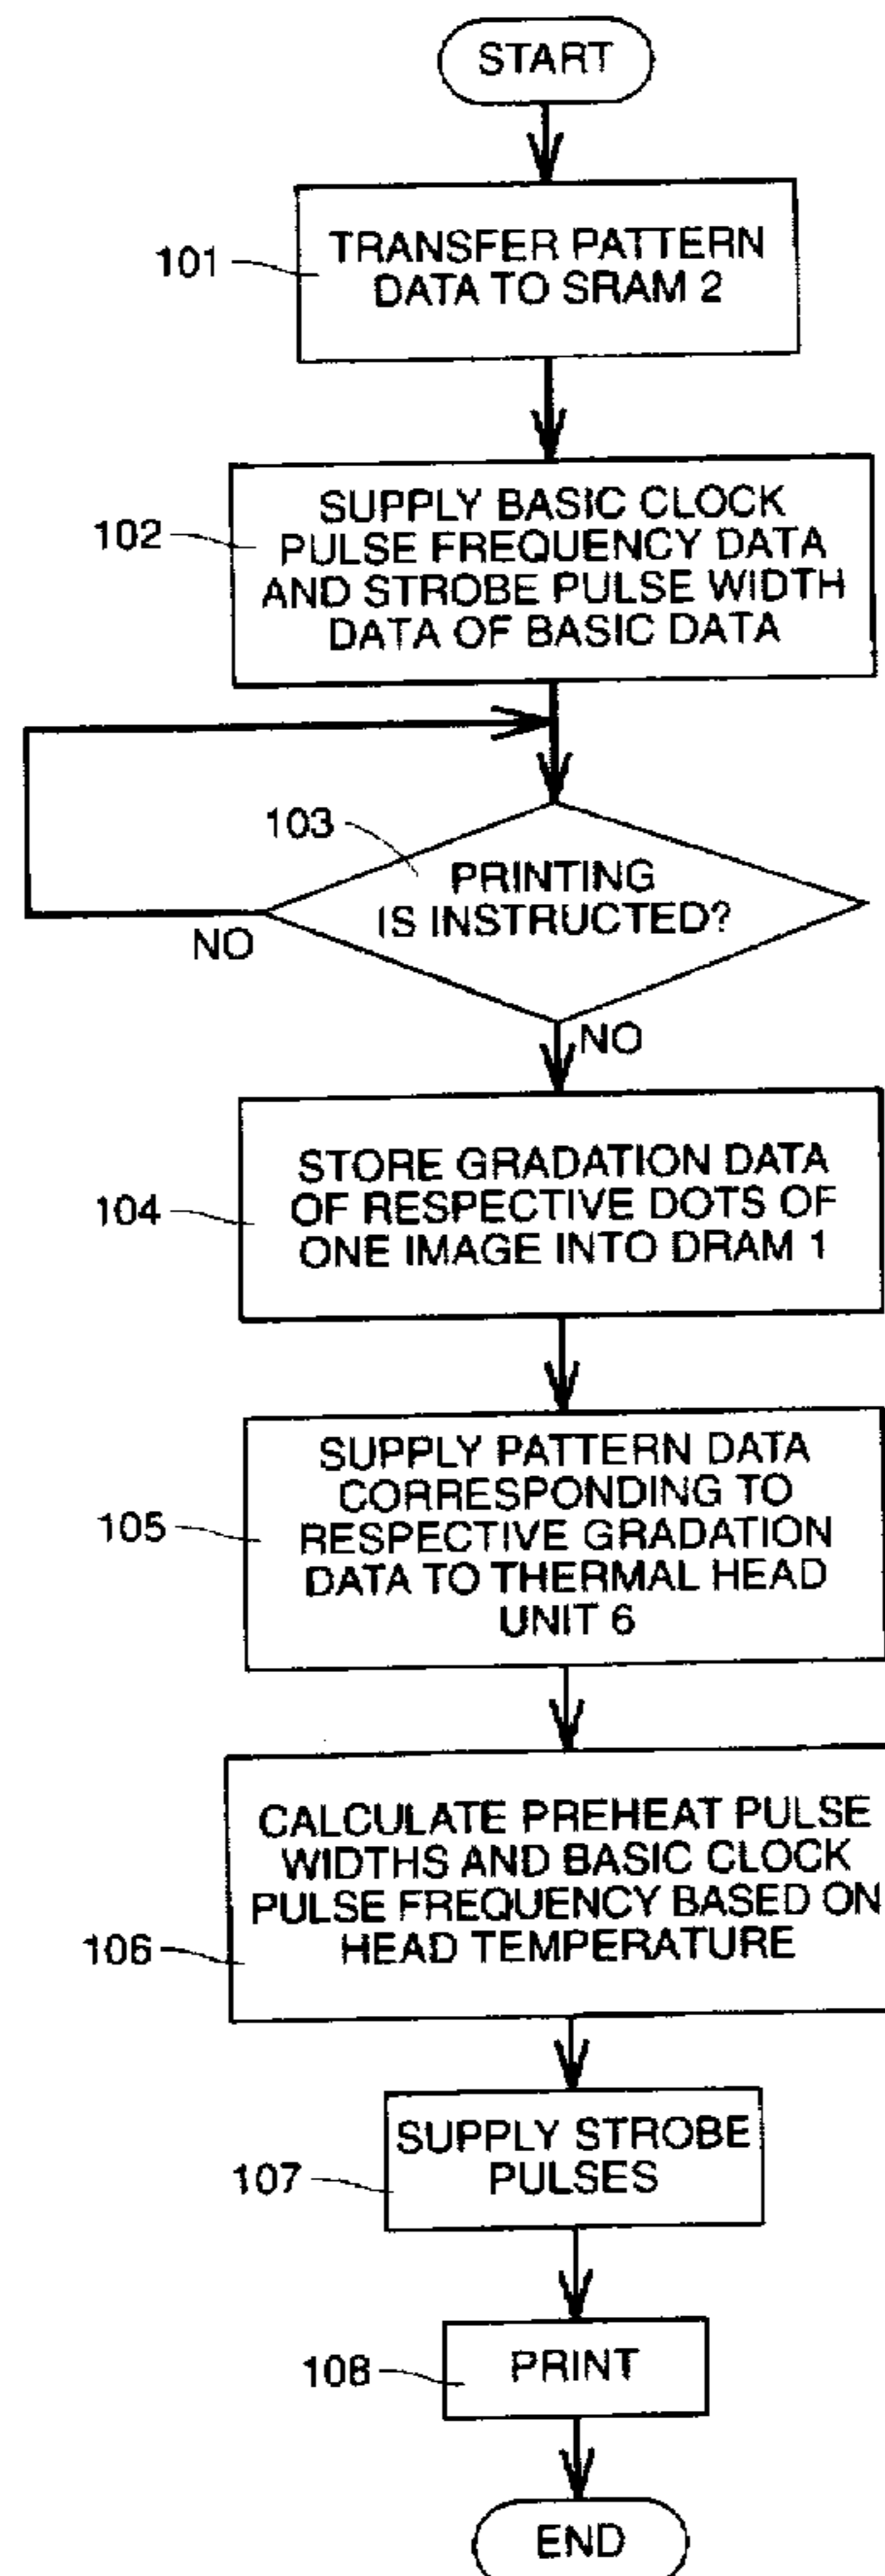 START
101
TRANSFER PATTERN
DATA TO SRAM 2
102
SUPPLY BASIC CLOCK
PULSE FREQUENCY DATA
AND STROBE PULSE WIDTH
DATA OF BASIC DATA
103
PRINTING
IS INSTRUCTED?
NO
NO
104
STORE GRADATION DATA
OF RESPECTIVE DOTS OF
ONE IMAGE INTO DRAM 1
105
SUPPLY PATTERN DATA
CORRESPONDING TO
RESPECTIVE GRADATION
DATA TO THERMAL HEAD
UNIT 6
106
CALCULATE PREHEAT PULSE
WIDTHS AND BASIC CLOCK
PULSE FREQUENCY BASED ON
HEAD TEMPERATURE
107
SUPPLY STROBE
PULSES
108
PRINT
END